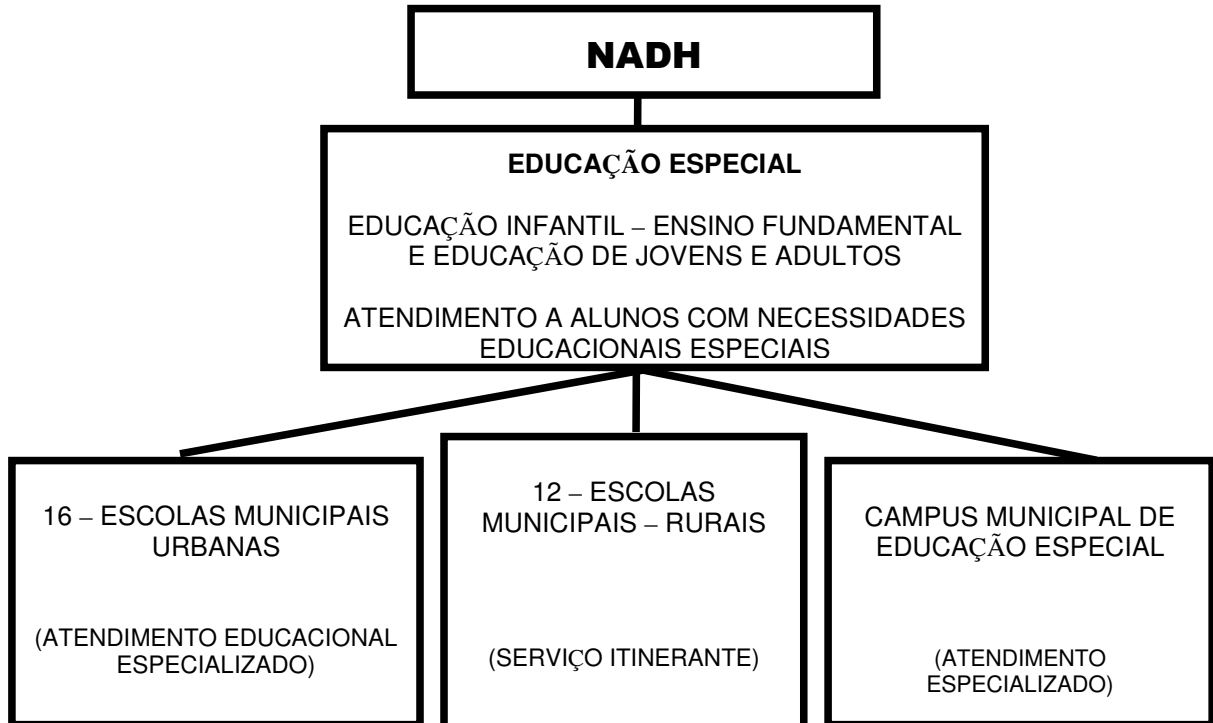 NADH
EDUCAÇÃO ESPECIAL
EDUCAÇÃO INFANTIL – ENSINO FUNDAMENTAL
E EDUCAÇÃO DE JOVENS E ADULTOS
ATENDIMENTO A ALUNOS COM NECESSIDADES
EDUCACIONAIS ESPECIAIS
16 – ESCOLAS MUNICIPAIS
URBANAS
(ATENDIMENTO EDUCACIONAL
ESPECIALIZADO)
12 – ESCOLAS
MUNICIPAIS – RURAIS
(SERVIÇO ITINERANTE)
CAMPUS MUNICIPAL DE
EDUCAÇÃO ESPECIAL
(ATENDIMENTO
ESPECIALIZADO)